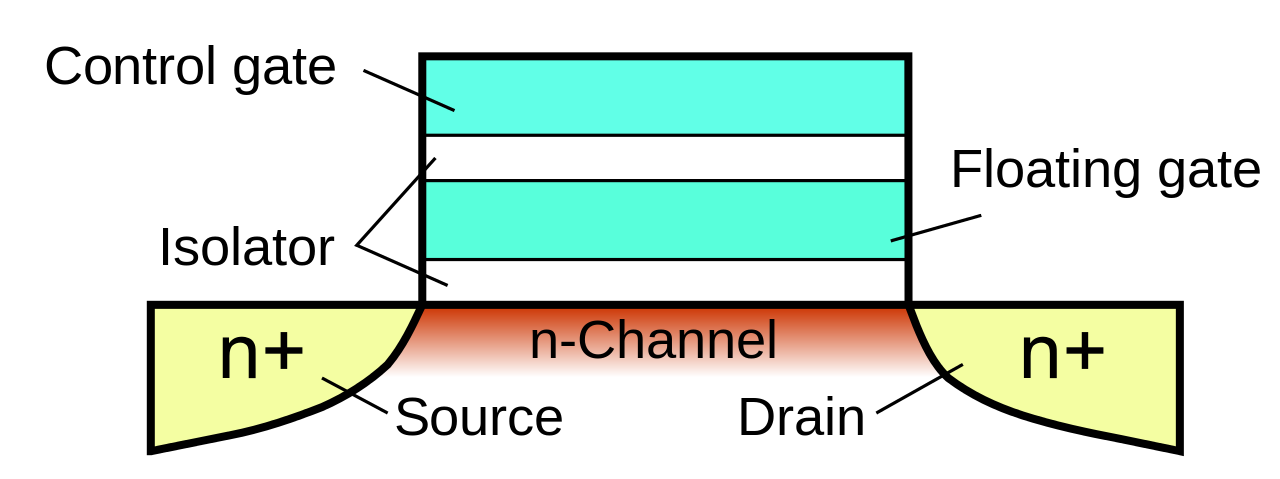 Control gate
Floating gate
Isolator
n-Channel
n+
n+
Source
Drain